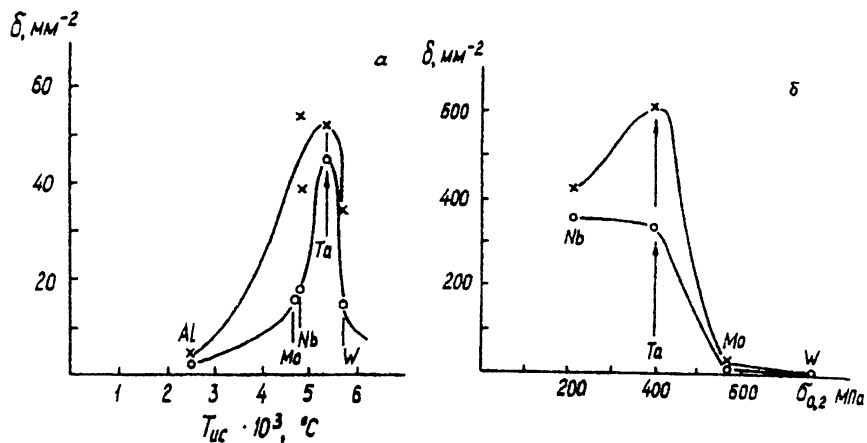 δ, мм⁻²
а
60
40
20
Al
Mo
Nb
Ta
W
1 2 3 4 5 6
Tис · 10³, °C
δ, мм⁻²
б
600
400
200
Nb
Ta
Mo
W
200 400 600 σ0,2 МПа